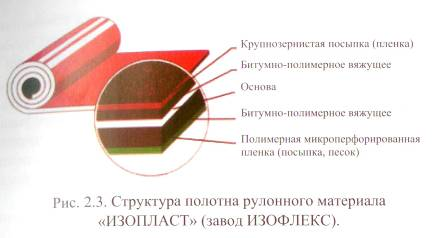 Крупнозернистая посыпка (пленка)
Битумно-полимерное вяжущее
Основа
Битумно-полимерное вяжущее
Полимерная микроперфорированная
пленка (посыпка, песок)
Рис. 2.3. Структура полотна рулонного материала
«ИЗОПЛАСТ» (завод ИЗОФЛЕКС).